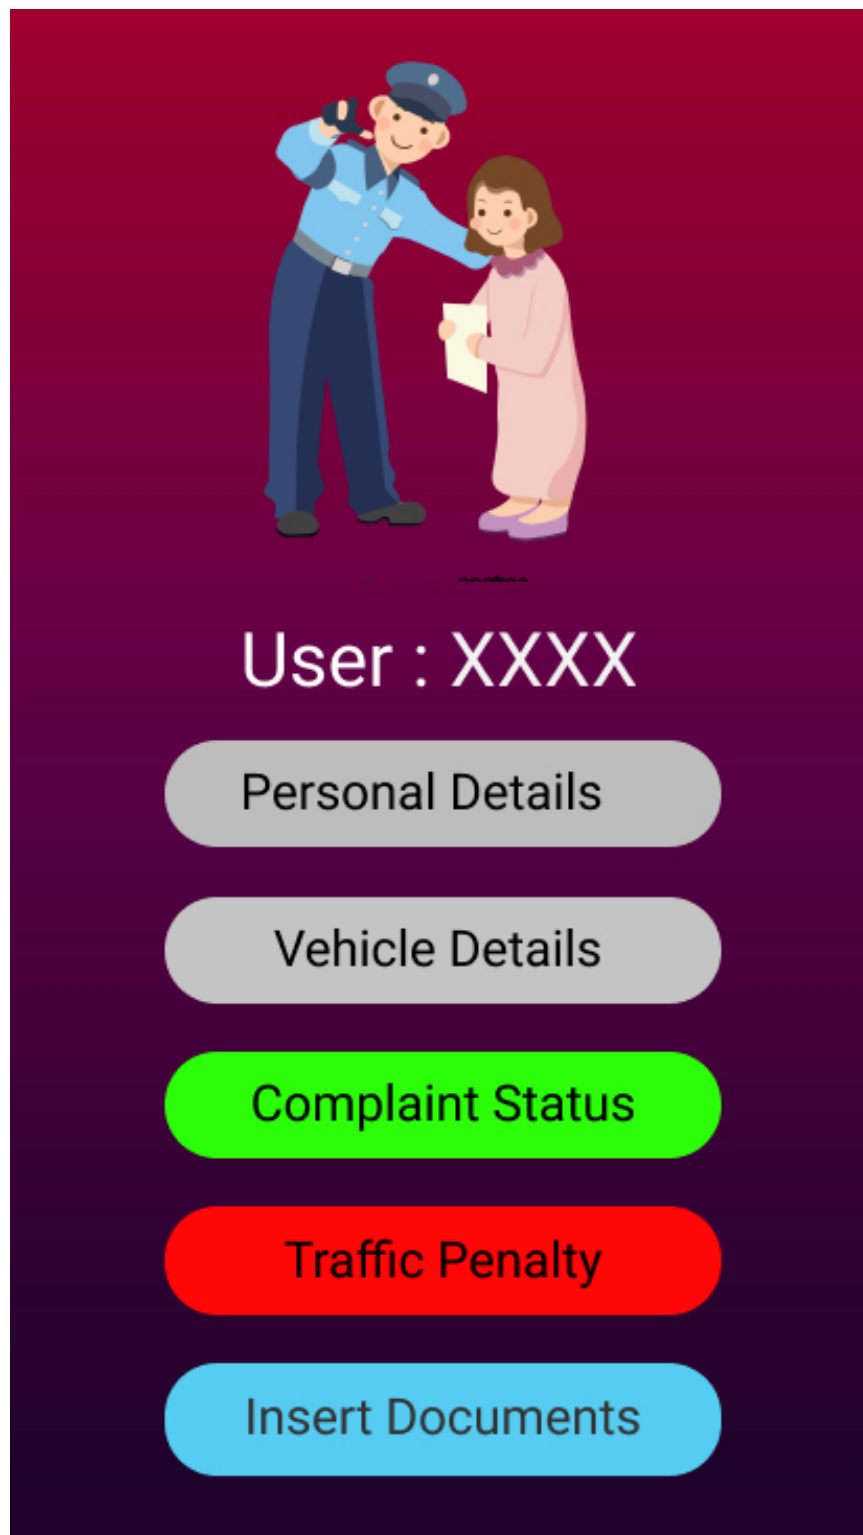 User : XXXX
Personal Details
Vehicle Details
Complaint Status
Traffic Penalty
Insert Documents